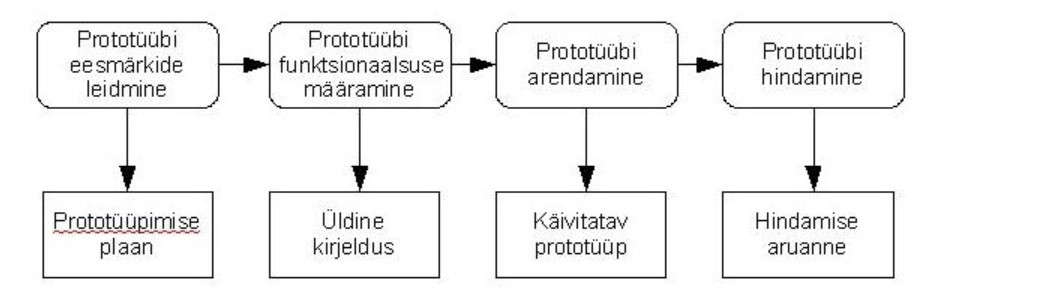 Prototüübi
eesmärkide
leidmine
Prototüübi
funktsionaalsuse
määramine
Prototüübi
arendamine
Prototüübi
hindamine
Prototüüpimise
plaan
Üldine
kirjeldus
Käivitatav
prototüüp
Hindamise
aruanne